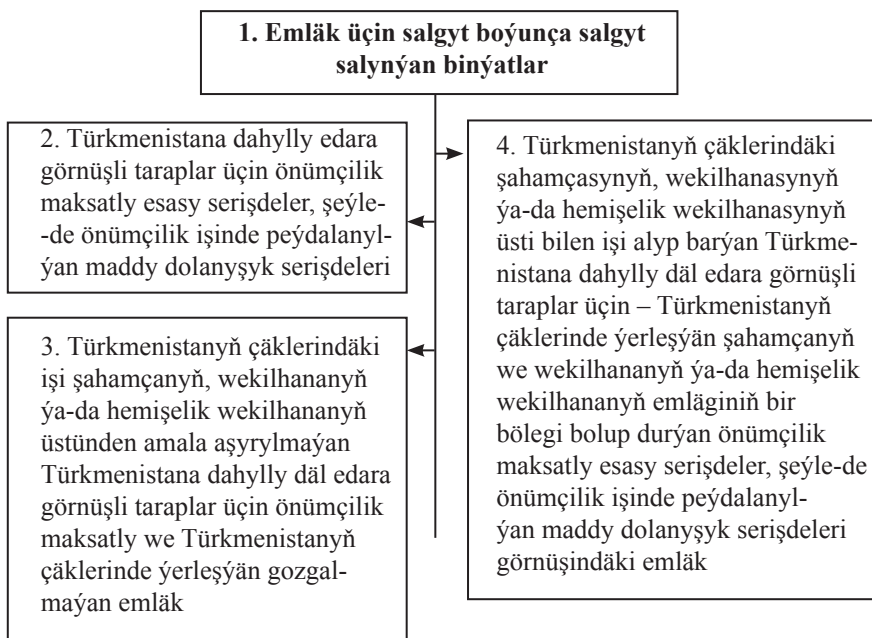 1. Emläk üçin salgyt boýunça salgyt
salynýan binýatlar
2. Türkmenistana dahylly edara
görnüşli taraplar üçin önümçilik
maksatly esasy serişdeler, şeýle-
-de önümçilik işinde peýdalanyl-
ýan maddy dolanyşyk serişdeleri
3. Türkmenistanyň çäklerindäki
işi şahamçanyň, wekilhananyň
ýa-da hemişelik wekilhananyň
üstünden amala aşyrylmaýan
Türkmenistana dahylly däl edara
görnüşli taraplar üçin önümçilik
maksatly we Türkmenistanyň
çäklerinde ýerleşýän gozgal-
maýan emläk
4. Türkmenistanyň çäklerindäki
şahamçasynyň, wekilhanasynyň
ýa-da hemişelik wekilhanasynyň
üsti bilen işi alyp barýan Türkme-
nistana dahylly däl edara görnüşli
taraplar üçin – Türkmenistanyň
çäklerinde ýerleşýän şahamçanyň
we wekilhananyň ýa-da hemişelik
wekilhananyň emläginiň bir
bölegi bolup durýan önümçilik
maksatly esasy serişdeler, şeýle-de
önümçilik işinde peýdalanyl-
ýan maddy dolanyşyk serişdeleri
görnüşindäki emläk